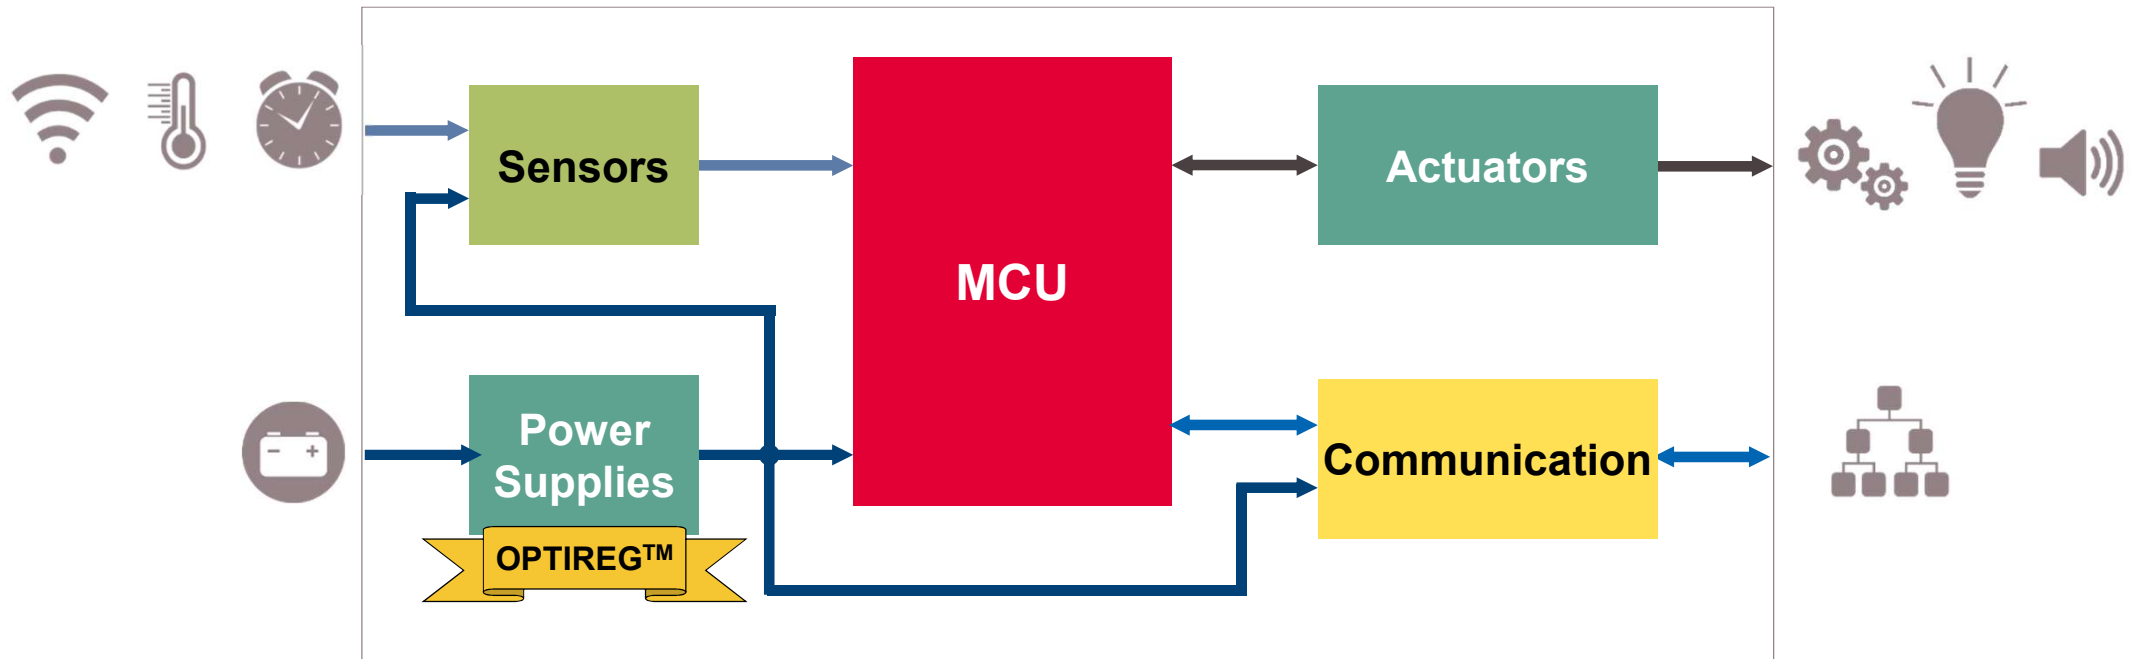 Sensors
MCU
Actuators
Power
Supplies
OPTIREG™
Communication